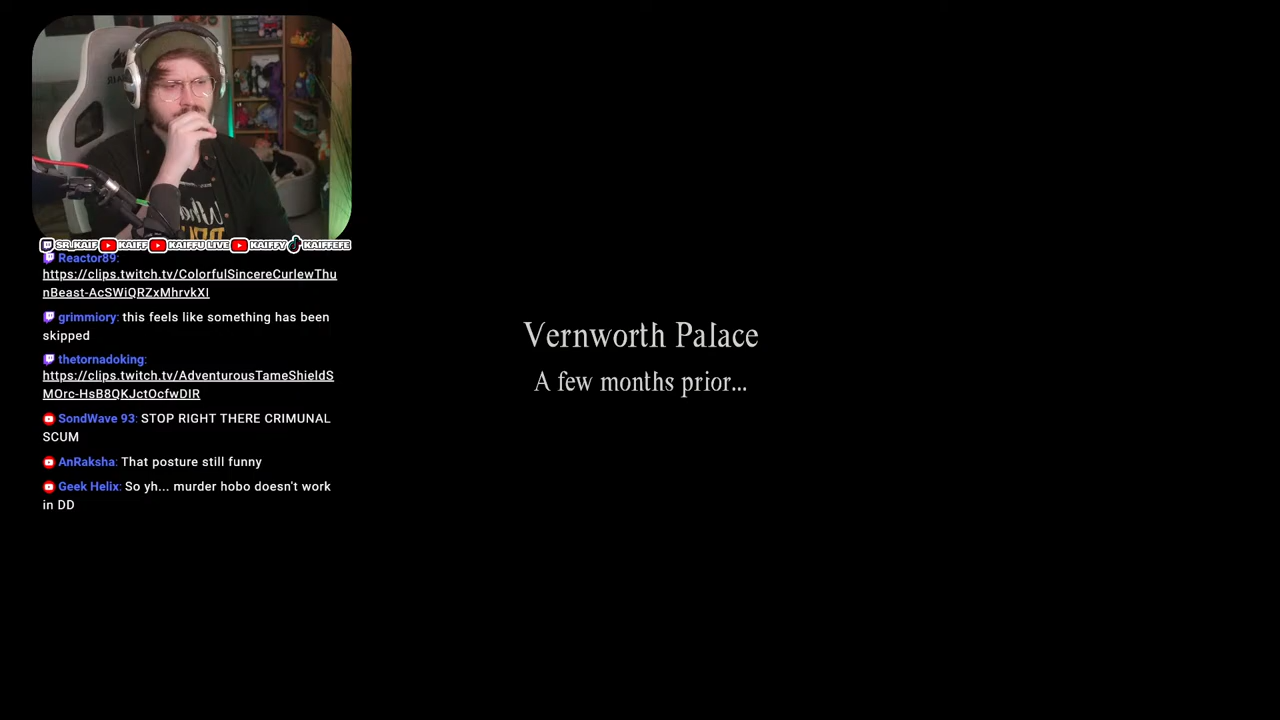 SR_KAIF KAIFF KAIFFU LIVE KAIFFY KAIFFEFE
Reactor89:
https://clips.twitch.tv/ColorfulSincereCurlewThu
nBeast-AcSWiQRZxMhrvkXI
grimmiory: this feels like something has been
skipped
thetornadoking:
https://clips.twitch.tv/AdventurousTameShieldS
MOrc-HsB8QKJctOcfwDIR
SondWave 93: STOP RIGHT THERE CRIMUNAL
SCUM
AnRaksha: That posture still funny
Geek Helix: So yh... murder hobo doesn't work
in DD
Vernworth Palace
A few months prior...